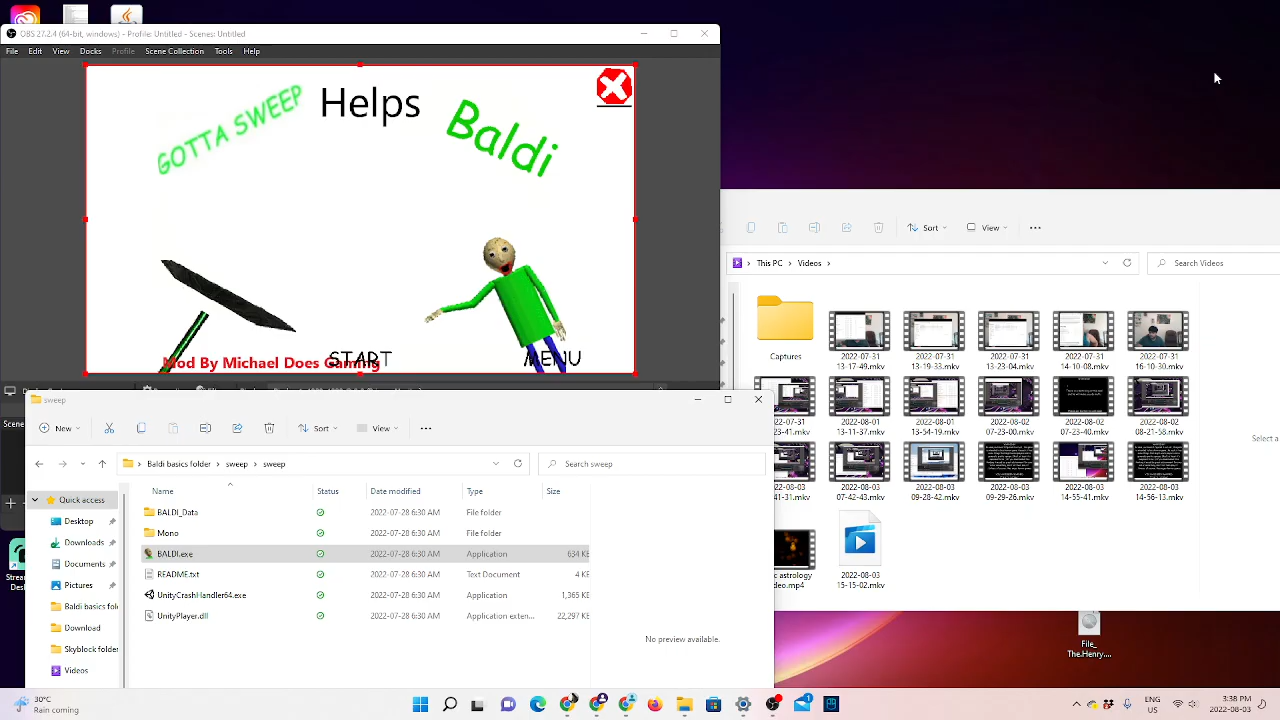 OBS 27.2.4 (64-bit, windows) - Profile: Untitled - Scenes: Untitled
File Edit View Docks Profile Scene Collection Tools Help
GOTTA SWEEP Helps Baldi
Mod By Michael Does Gaming
START
MENU
Scene
Strea
Sort View
This PC > Videos >
Search Videos
Captures
2022-07-31 13-17-49.mkv
2022-07-31 13-19-33.mkv
2022-07-31 13-23-04.mkv
2022-07-31 14-10-08.mkv
2022-07-31 16-10-30.mkv
2022-08-01 13-11-37.mkv
2022-08-01 13-54-19.mkv
2022-08-02 07-23-00.mkv
2022-08-02 07-23-40.mkv
2022-08-02 08-21-58.mkv
2022-08-03 07-42-43.mkv
2022-08-03 09-28-42.mkv
2022-08-03 09-29-26.mkv
2022-08-03 14-55-41.mkv
2022-08-03 14-56-13.mkv
astrology
deo.mp4
2022-08-03 15-15-02.mkv
Select a
sweep
New Sort View
Baldi basics folder > sweep > sweep
Search sweep
Name Status Date modified Type Size
Quick access
Desktop
Downloads
Documents
Pictures
Baldi basics fol
Download
Skyblock folde
Videos
BALDI_Data 2022-07-28 6:30 AM File folder
Mono 2022-07-28 6:30 AM File folder
BALDI.exe 2022-07-28 6:30 AM Application 634 KB
README.txt 2022-07-28 6:30 AM Text Document 4 KB
UnityCrashHandler64.exe 2022-07-28 6:30 AM Application 1,365 KB
UnityPlayer.dll 2022-07-28 6:30 AM Application exten... 22,297 KB
No preview available.
File_
The.Henry....
30°C
Rain coming
ENG
US
3:38 PM
2022-08-03